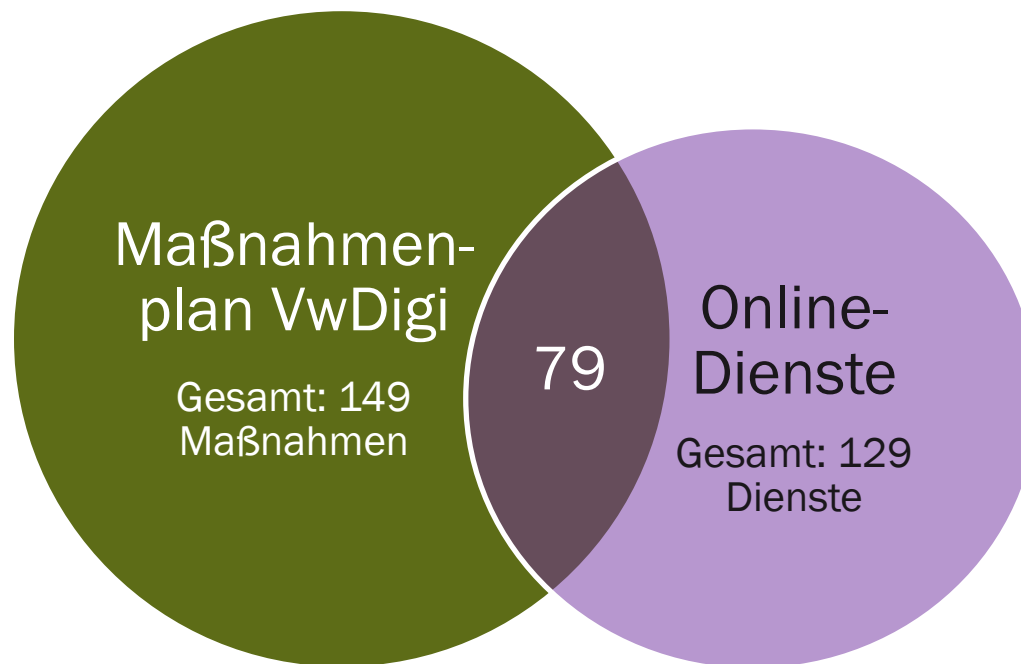 Maßnahmen-
plan VwDigi
Gesamt: 149
Maßnahmen
79
Online-
Dienste
Gesamt: 129
Dienste